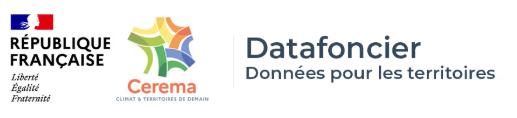 RÉPUBLIQUE
FRANÇAISE
Liberté
Égalité
Fraternité
Cerema
CLIMAT & TERRITOIRES DE DEMAIN
Datafoncier
Données pour les territoires